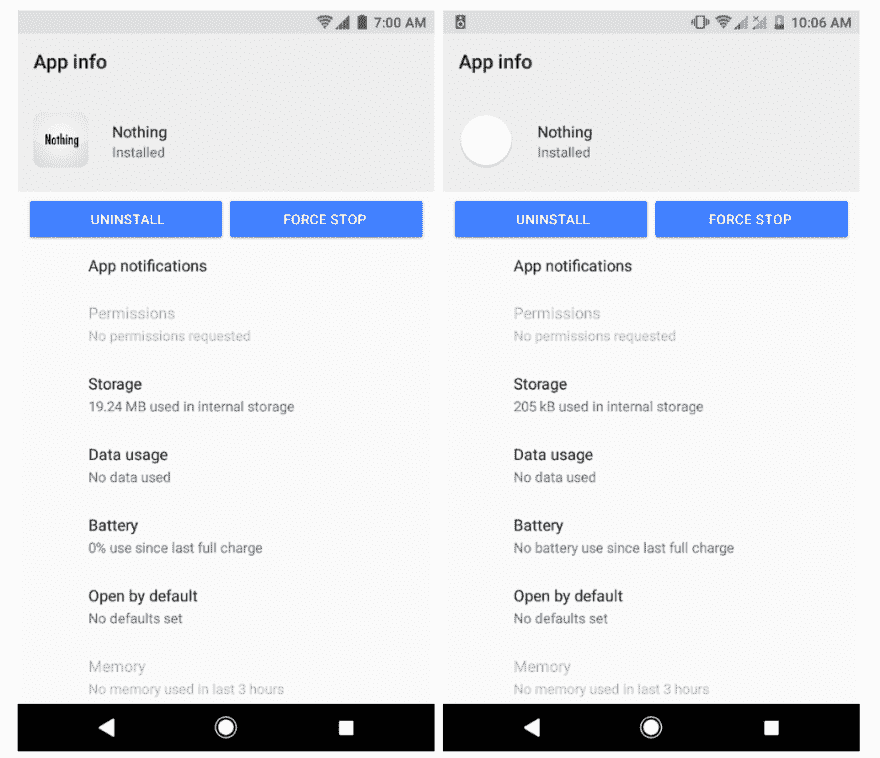 7:00 AM
App info
Nothing
Nothing
Installed
UNINSTALL
FORCE STOP
App notifications
Permissions
No permissions requested
Storage
19.24 MB used in internal storage
Data usage
No data used
Battery
0% use since last full charge
Open by default
No defaults set
Memory
No memory used in last 3 hours
10:06 AM
App info
Nothing
Installed
UNINSTALL
FORCE STOP
App notifications
Permissions
No permissions requested
Storage
205 kB used in internal storage
Data usage
No data used
Battery
No battery use since last full charge
Open by default
No defaults set
Memory
No memory used in last 3 hours